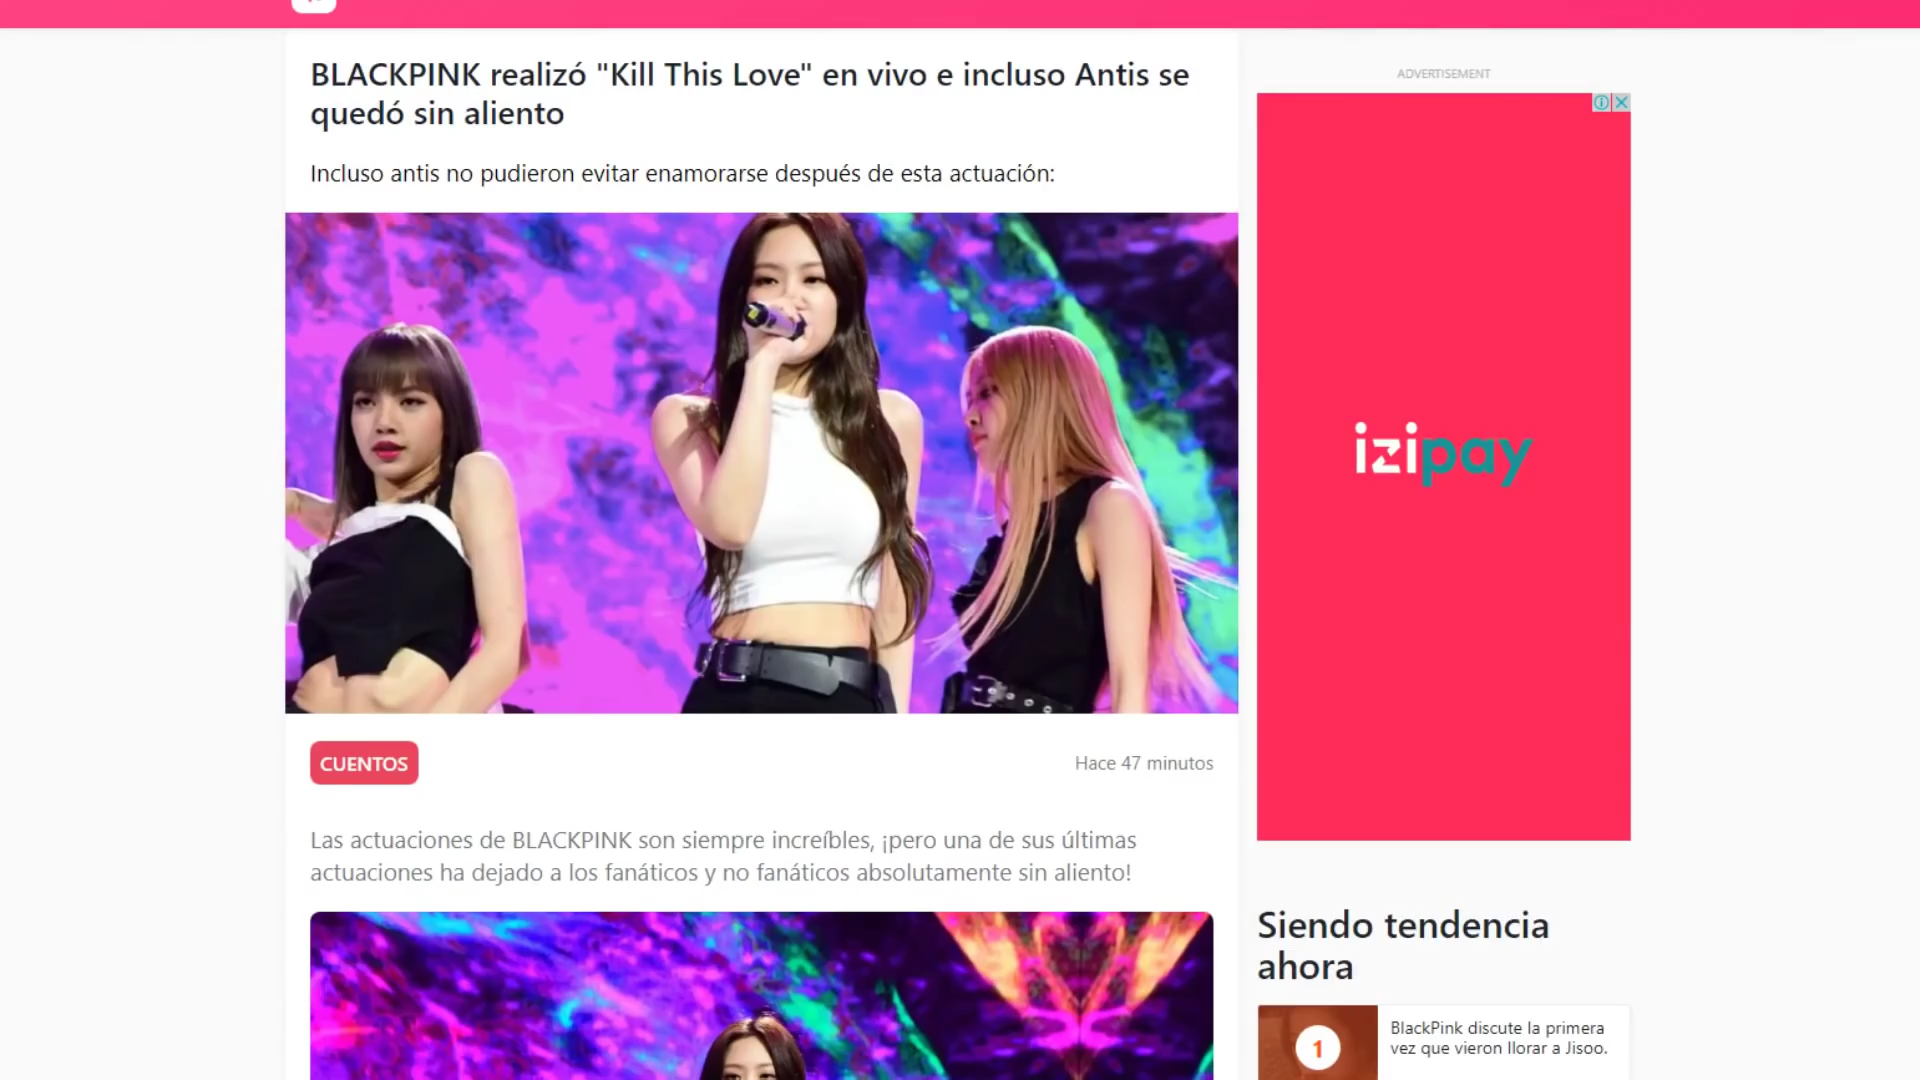 BLACKPINK realizó "Kill This Love" en vivo e incluso Antis se
quedó sin aliento
Incluso antis no pudieron evitar enamorarse después de esta actuación:
CUENTOS
Hace 47 minutos
Las actuaciones de BLACKPINK son siempre increíbles, ¡pero una de sus últimas
actuaciones ha dejado a los fanáticos y no fanáticos absolutamente sin aliento!
ADVERTISEMENT
izipay
Siendo tendencia
ahora
1
BlackPink discute la primera
vez que vieron llorar a Jisoo.